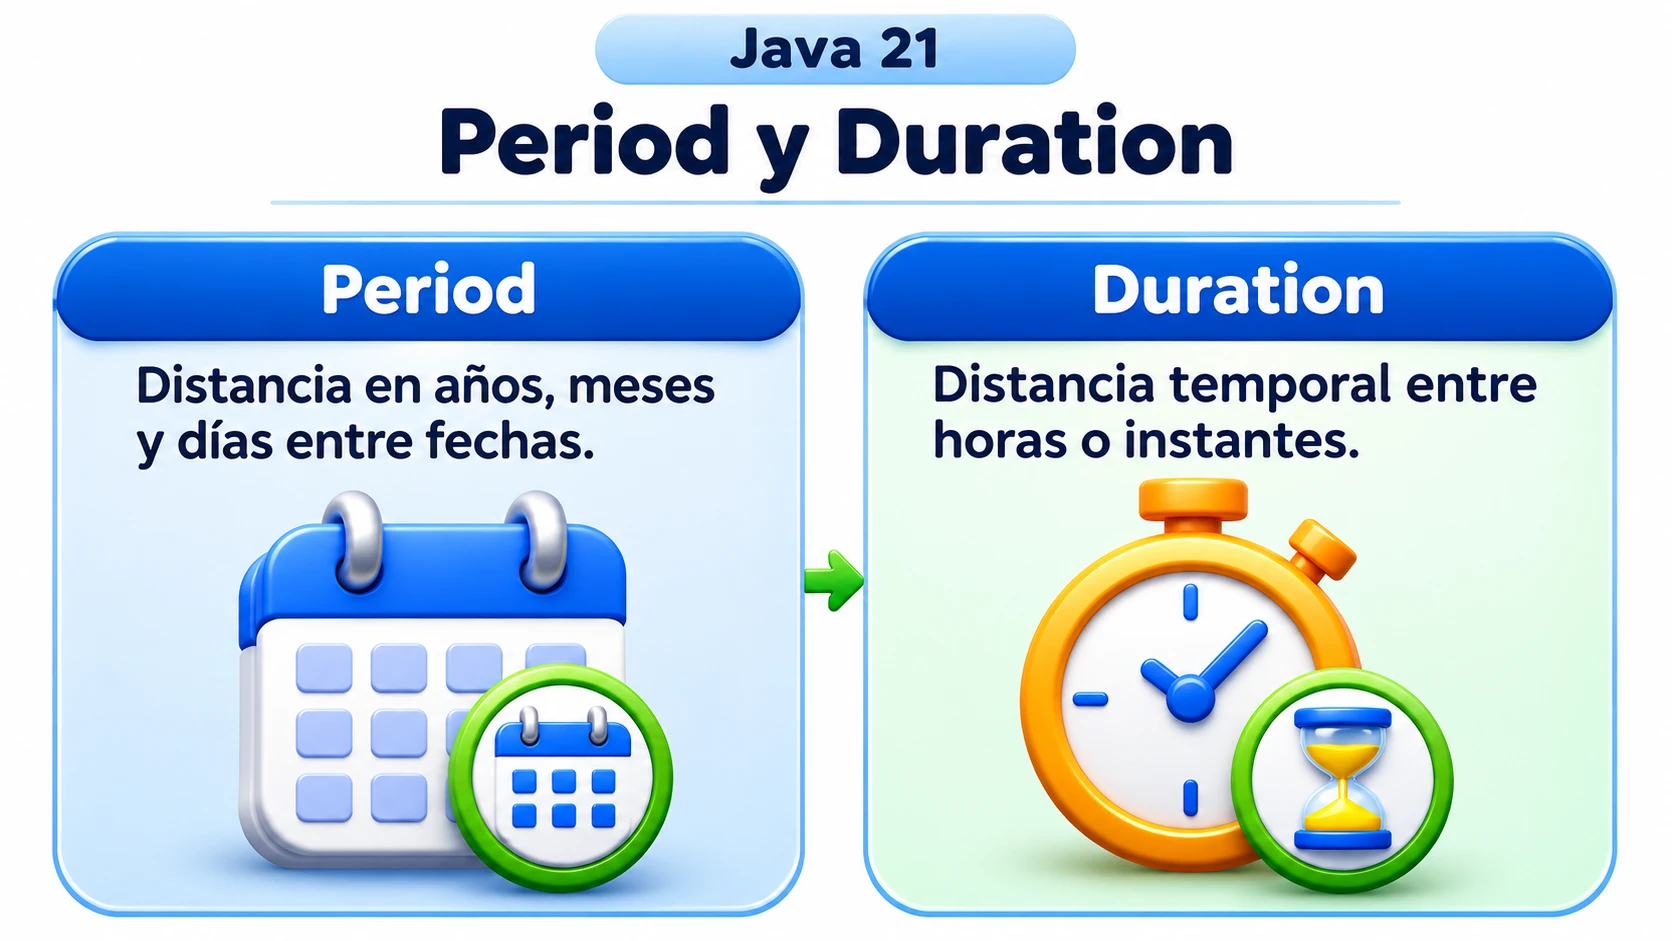 Java 21
Period y Duration
Period
Distancia en años, meses
y días entre fechas.
Duration
Distancia temporal entre
horas o instantes.